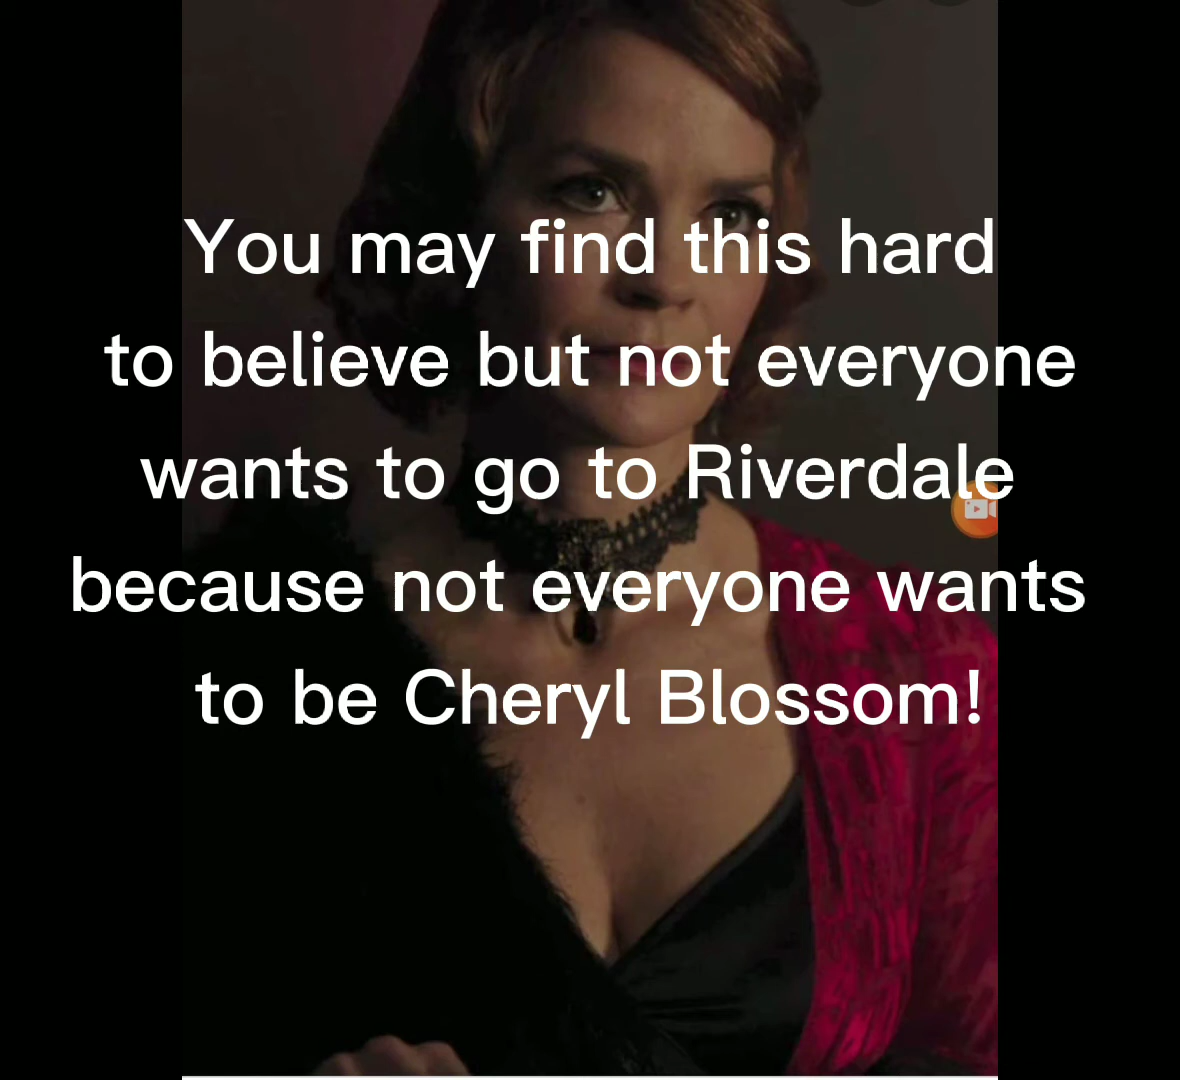 You may find this hard
to believe but not everyone
wants to go to Riverdale
because not everyone wants
to be Cheryl Blossom!